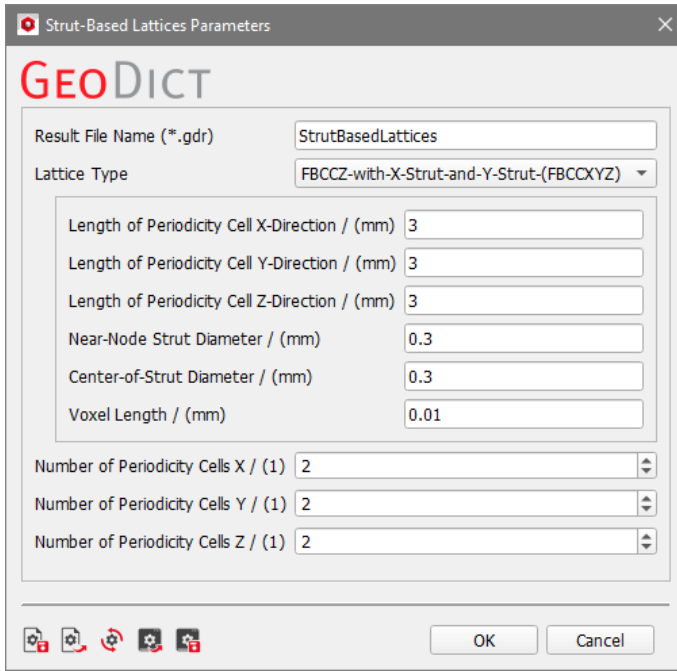 Strut-Based Lattices Parameters
GEODICT
Result File Name (*.gdr) StrutBasedLattices
Lattice Type FBCCZ-with-X-Strut-and-Y-Strut-(FBCCXYZ)
Length of Periodicity Cell X-Direction / (mm) 3
Length of Periodicity Cell Y-Direction / (mm) 3
Length of Periodicity Cell Z-Direction / (mm) 3
Near-Node Strut Diameter / (mm) 0.3
Center-of-Strut Diameter / (mm) 0.3
Voxel Length / (mm) 0.01
Number of Periodicity Cells X / (1) 2
Number of Periodicity Cells Y / (1) 2
Number of Periodicity Cells Z / (1) 2
OK Cancel